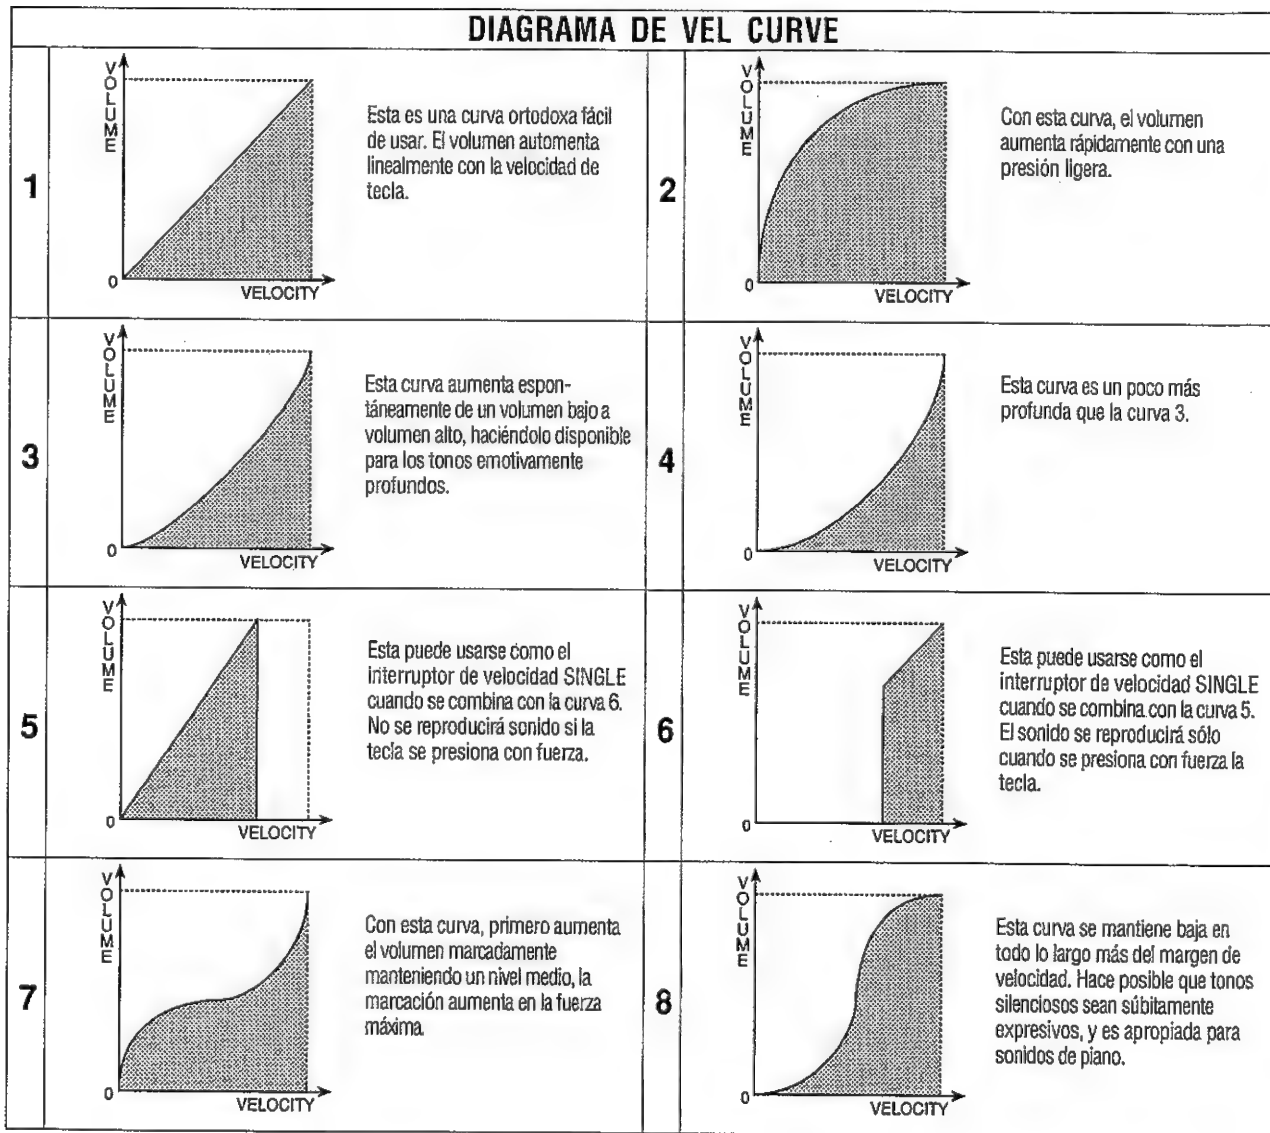 DIAGRAMA DE VEL CURVE
1
VOLUME
0
VELOCITY
Esta es una curva ortodoxa fácil
de usar. El volumen automenta
linealmente con la velocidad de
tecla.
2
VOLUME
0
VELOCITY
Con esta curva, el volumen
aumenta rápidamente con una
presión ligera.
3
VOLUME
0
VELOCITY
Esta curva aumenta espon-
táneamente de un volumen bajo a
volumen alto, haciéndolo disponible
para los tonos emotivamente
profundos.
4
VOLUME
0
VELOCITY
Esta curva es un poco más
profunda que la curva 3.
5
VOLUME
0
VELOCITY
Esta puede usarse como el
interruptor de velocidad SINGLE
cuando se combina con la curva 6.
No se reproducirá sonido si la
tecla se presiona con fuerza.
6
VOLUME
0
VELOCITY
Esta puede usarse como el
interruptor de velocidad SINGLE
cuando se combina con la curva 5.
El sonido se reproducirá sólo
cuando se presiona con fuerza la
tecla.
7
VOLUME
0
VELOCITY
Con esta curva, primero aumenta
el volumen marcadamente
manteniendo un nivel medio, la
marcación aumenta en la fuerza
máxima.
8
VOLUME
0
VELOCITY
Esta curva se mantiene baja en
todo lo largo más del margen de
velocidad. Hace posible que tonos
silenciosos sean súbitamente
expresivos, y es apropiada para
sonidos de piano.